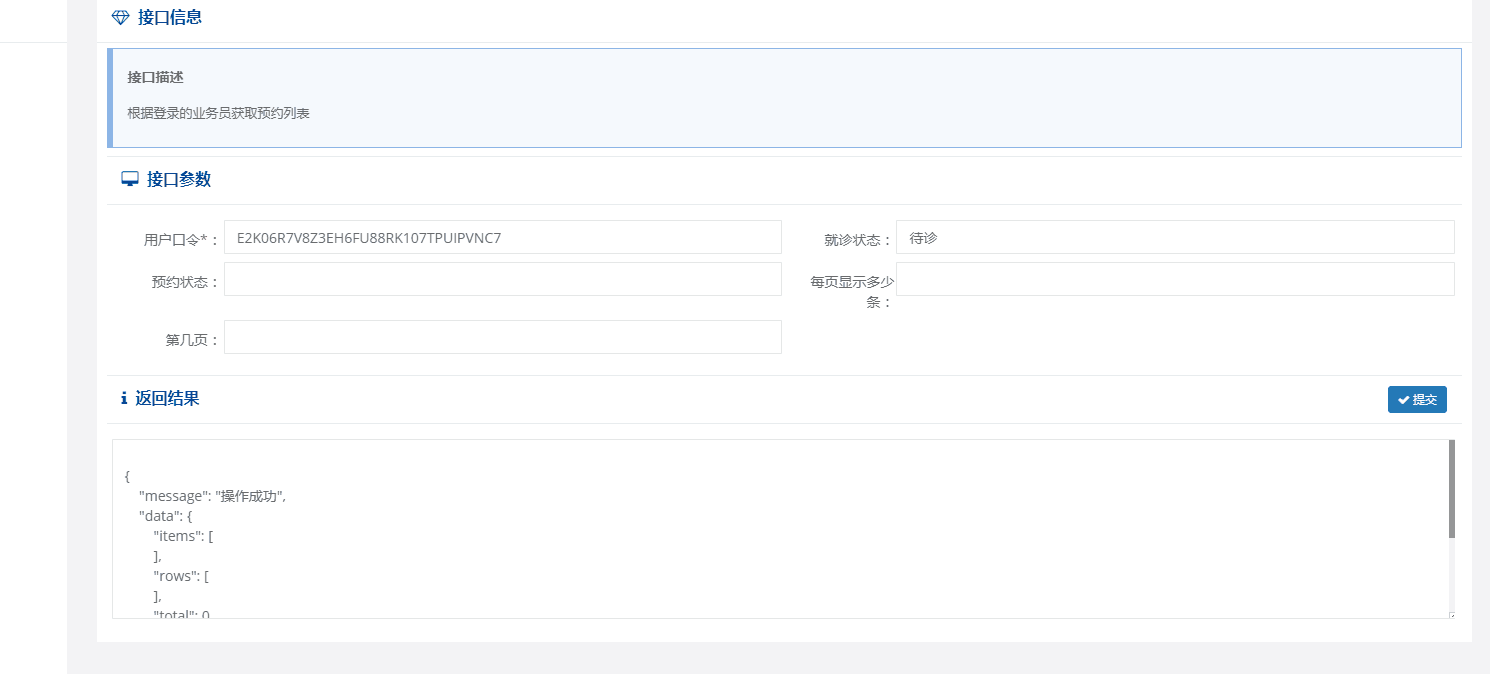 接口信息
接口描述
根据登录的业务员获取预约列表
接口参数
用户口令*： E2K06R7V8Z3EH6FU88RK107TPUIPVNC7 就诊状态： 待诊
预约状态： 每页显示多少条：
第几页：
返回结果 提交
{
"message": "操作成功",
"data": {
"items": [
],
"rows": [
],
"total": 0